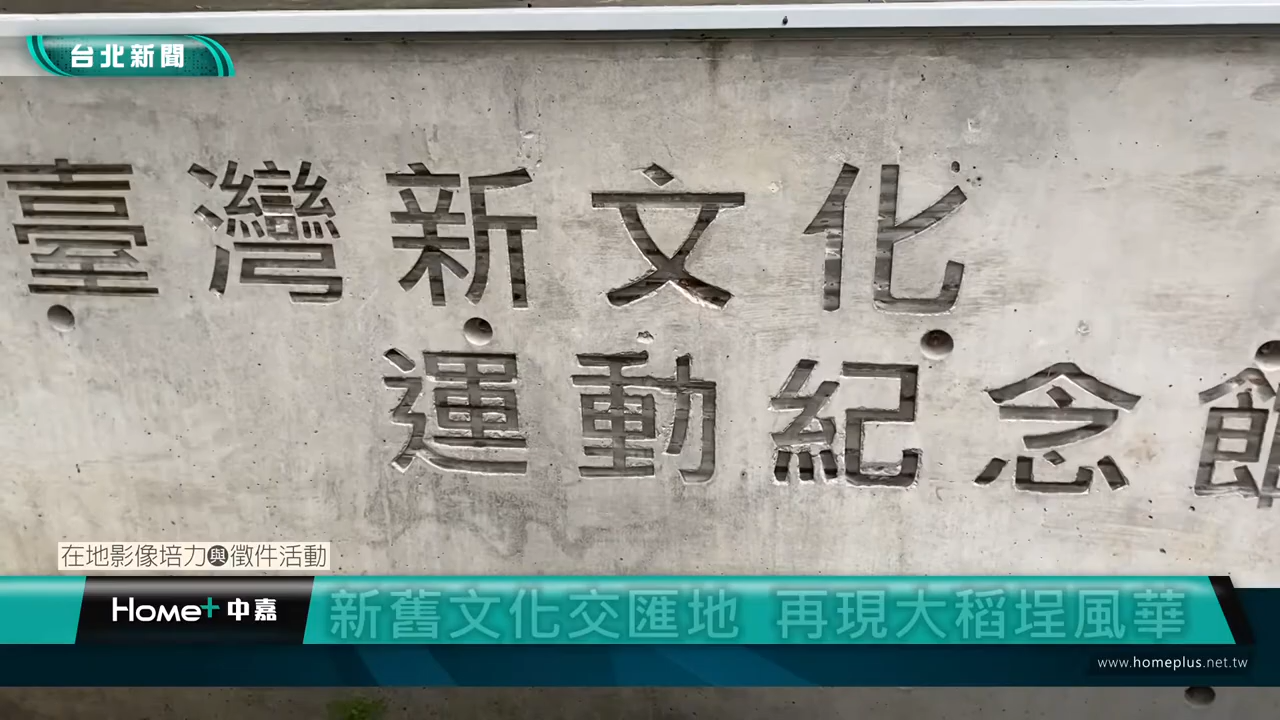 台北新聞
臺灣新文化
運動紀念館
在地影像培力與徵件活動
Home+中嘉
新舊文化交匯地 再現大稻埕風華
www.homeplus.net.tw